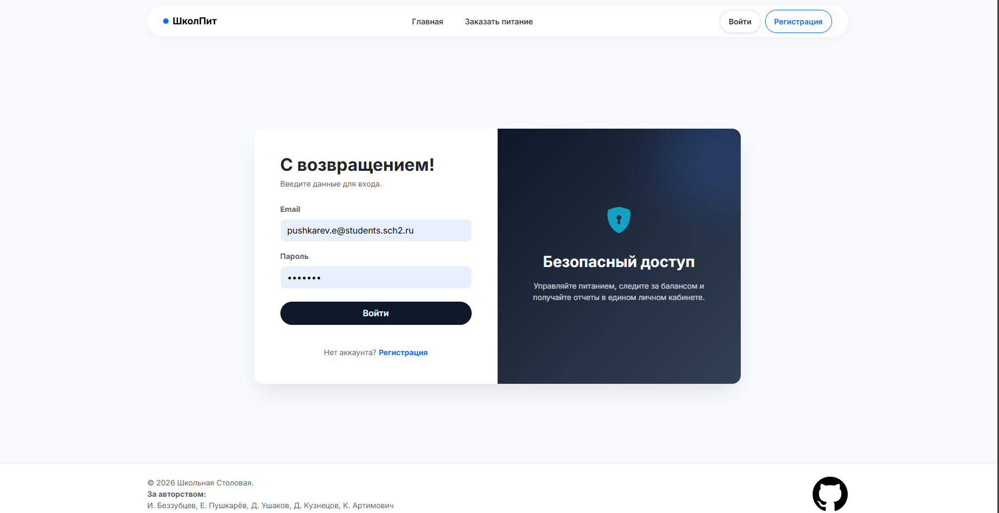 ШколПит
Главная
Заказать питание
Войти
Регистрация
С возвращением!
Введите данные для входа.
Email
pushkarev.e@students.sch2.ru
Пароль
•••••••
Войти
Нет аккаунта? Регистрация
Безопасный доступ
Управляйте питанием, следите за балансом и
получайте отчеты в едином личном кабинете.
© 2026 Школьная Столовая.
За авторством:
И. Беззубцев, Е. Пушкарёв, Д. Ушаков, Д. Кузнецов, К. Артимович